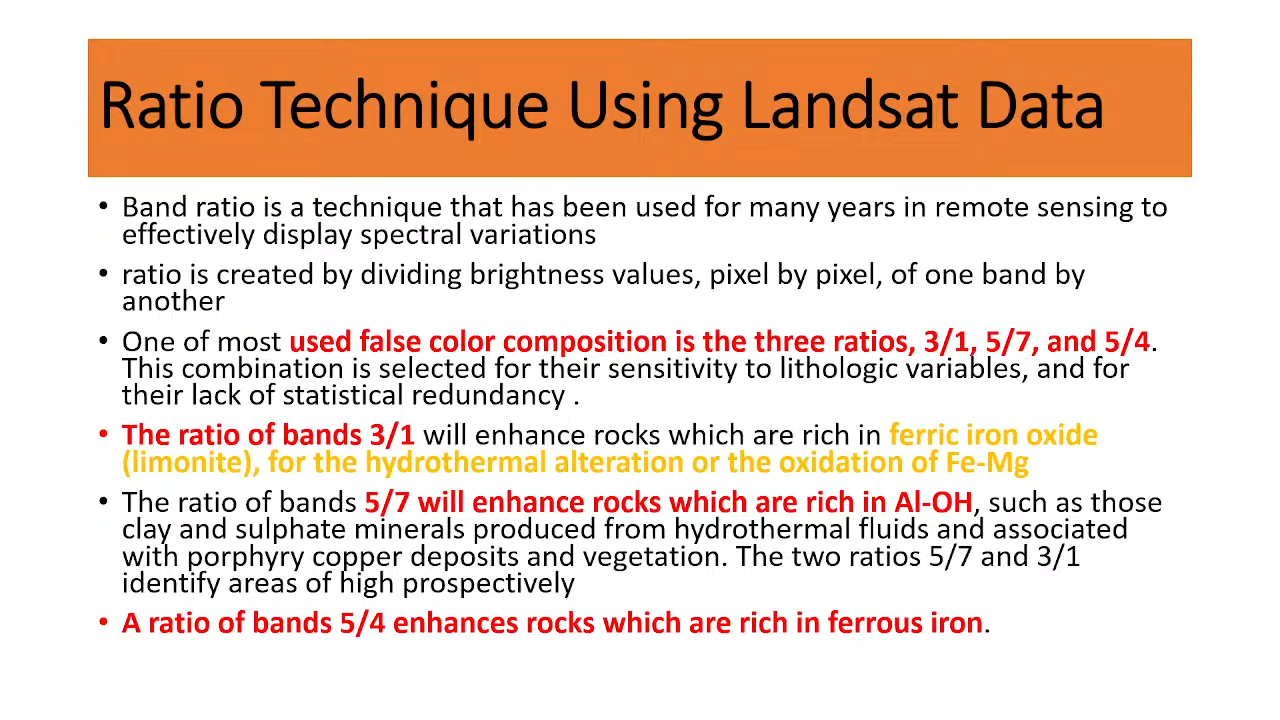 Ratio Technique Using Landsat Data
• Band ratio is a technique that has been used for many years in remote sensing to
effectively display spectral variations
• ratio is created by dividing brightness values, pixel by pixel, of one band by
another
• One of most used false color composition is the three ratios, 3/1, 5/7, and 5/4.
This combination is selected for their sensitivity to lithologic variables, and for
their lack of statistical redundancy .
• The ratio of bands 3/1 will enhance rocks which are rich in ferric iron oxide
(limonite), for the hydrothermal alteration or the oxidation of Fe-Mg
• The ratio of bands 5/7 will enhance rocks which are rich in Al-OH, such as those
clay and sulphate minerals produced from hydrothermal fluids and associated
with porphyry copper deposits and vegetation. The two ratios 5/7 and 3/1
identify areas of high prospectively
• A ratio of bands 5/4 enhances rocks which are rich in ferrous iron.